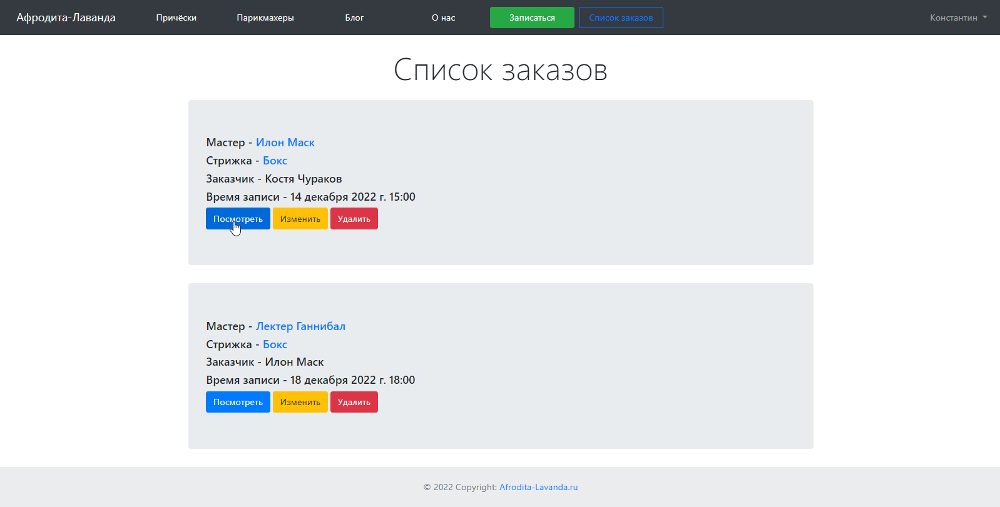 Афродита-Лаванда Причёски Парикмахеры Блог О нас Записаться Список заказов Константин
Список заказов
Мастер - Илон Маск
Стрижка - Бокс
Заказчик - Костя Чураков
Время записи - 14 декабря 2022 г. 15:00
Посмотреть Изменить Удалить
Мастер - Лектер Ганнибал
Стрижка - Бокс
Заказчик - Илон Маск
Время записи - 18 декабря 2022 г. 18:00
Посмотреть Изменить Удалить
© 2022 Copyright: Afrodita-Lavanda.ru